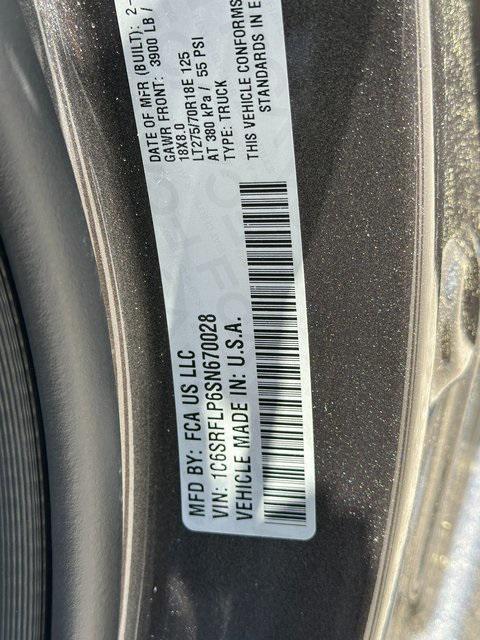 MFD BY: FCA US LLC
DATE OF MFR (BUILT): 2-
GAWR FRONT: 3900 LB /
18X8.0
LT275/70R18E 125
AT 380 kPa / 55 PSI
TYPE: TRUCK
VIN: 1C6SRFLP6SN670028
VEHICLE MADE IN: U.S.A.
THIS VEHICLE CONFORMS
STANDARDS IN E